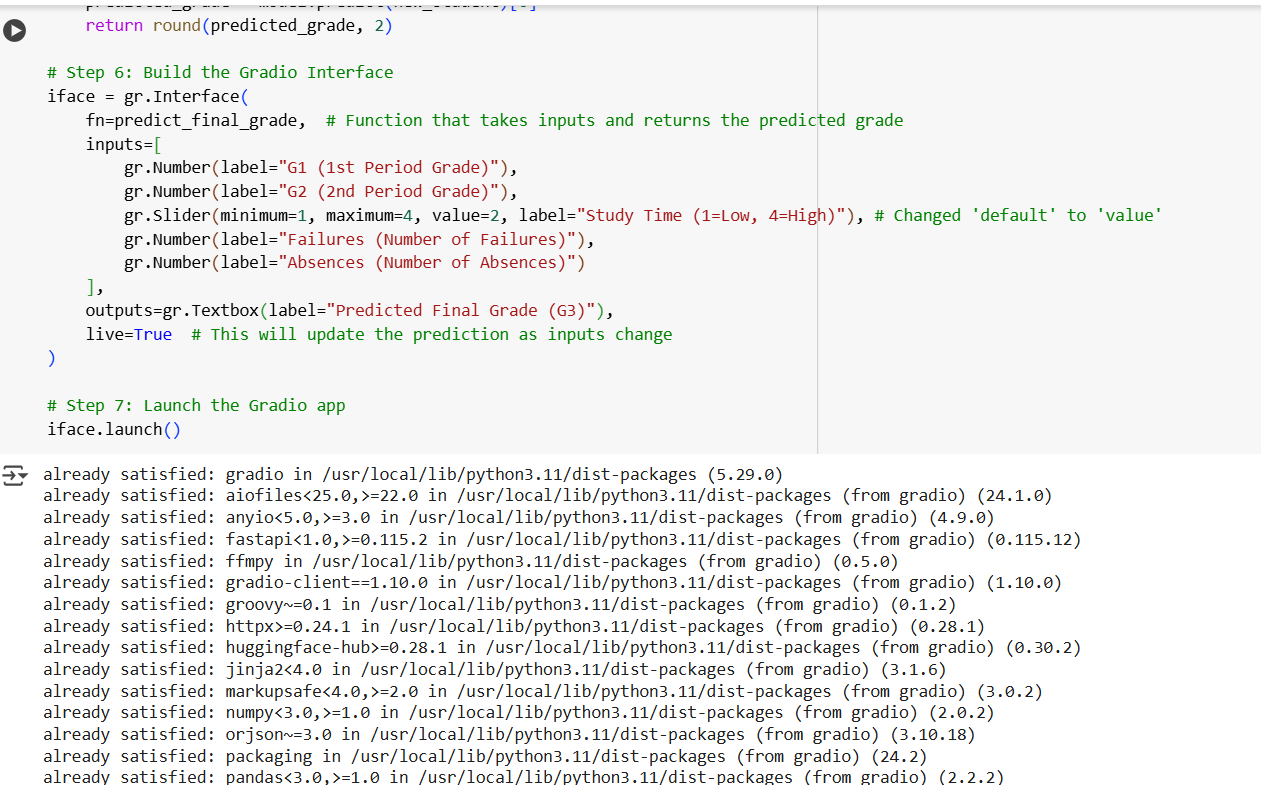 return round(predicted_grade, 2)
# Step 6: Build the Gradio Interface
iface = gr.Interface(
fn=predict_final_grade,  # Function that takes inputs and returns the predicted grade
inputs=[
gr.Number(label="G1 (1st Period Grade)"),
gr.Number(label="G2 (2nd Period Grade)"),
gr.Slider(minimum=1, maximum=4, value=2, label="Study Time (1=Low, 4=High)"), # Changed 'default' to 'value'
gr.Number(label="Failures (Number of Failures)"),
gr.Number(label="Absences (Number of Absences)")
],
outputs=gr.Textbox(label="Predicted Final Grade (G3)"),
live=True  # This will update the prediction as inputs change
)
# Step 7: Launch the Gradio app
iface.launch()
already satisfied: gradio in /usr/local/lib/python3.11/dist-packages (5.29.0)
already satisfied: aiofiles<25.0,>=22.0 in /usr/local/lib/python3.11/dist-packages (from gradio) (24.1.0)
already satisfied: anyio<5.0,>=3.0 in /usr/local/lib/python3.11/dist-packages (from gradio) (4.9.0)
already satisfied: fastapi<1.0,>=0.115.2 in /usr/local/lib/python3.11/dist-packages (from gradio) (0.115.12)
already satisfied: ffmpy in /usr/local/lib/python3.11/dist-packages (from gradio) (0.5.0)
already satisfied: gradio-client==1.10.0 in /usr/local/lib/python3.11/dist-packages (from gradio) (1.10.0)
already satisfied: groovy~=0.1 in /usr/local/lib/python3.11/dist-packages (from gradio) (0.1.2)
already satisfied: httpx>=0.24.1 in /usr/local/lib/python3.11/dist-packages (from gradio) (0.28.1)
already satisfied: huggingface-hub>=0.28.1 in /usr/local/lib/python3.11/dist-packages (from gradio) (0.30.2)
already satisfied: jinja2<4.0 in /usr/local/lib/python3.11/dist-packages (from gradio) (3.1.6)
already satisfied: markupsafe<4.0,>=2.0 in /usr/local/lib/python3.11/dist-packages (from gradio) (3.0.2)
already satisfied: numpy<3.0,>=1.0 in /usr/local/lib/python3.11/dist-packages (from gradio) (2.0.2)
already satisfied: orjson~=3.0 in /usr/local/lib/python3.11/dist-packages (from gradio) (3.10.18)
already satisfied: packaging in /usr/local/lib/python3.11/dist-packages (from gradio) (24.2)
already satisfied: pandas<3.0,>=1.0 in /usr/local/lib/python3.11/dist-packages (from gradio) (2.2.2)